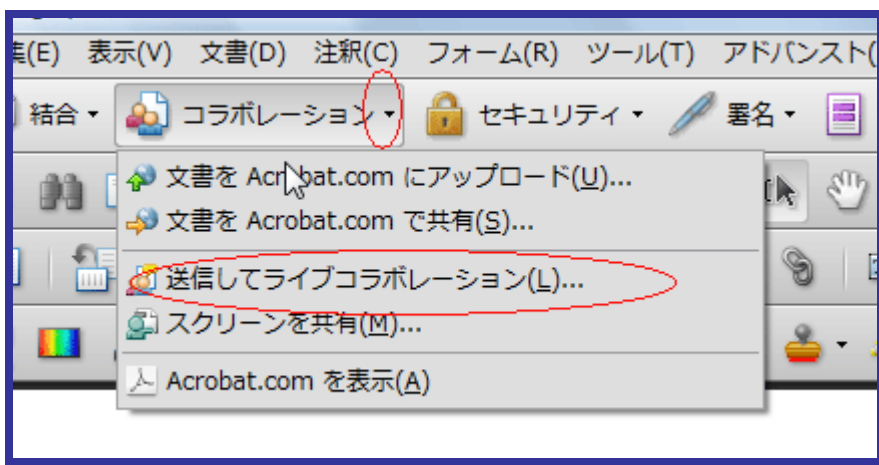 集(E) 表示(V) 文書(D) 注釈(C) フォーム(R) ツール(T) アドバンスト(
結合 コラボレーション セキュリティ 署名
文書を Acrobat.com にアップロード(U)...
文書を Acrobat.com で共有(S)...
送信してライブコラボレーション(L)...
スクリーンを共有(M)...
Acrobat.com を表示(A)